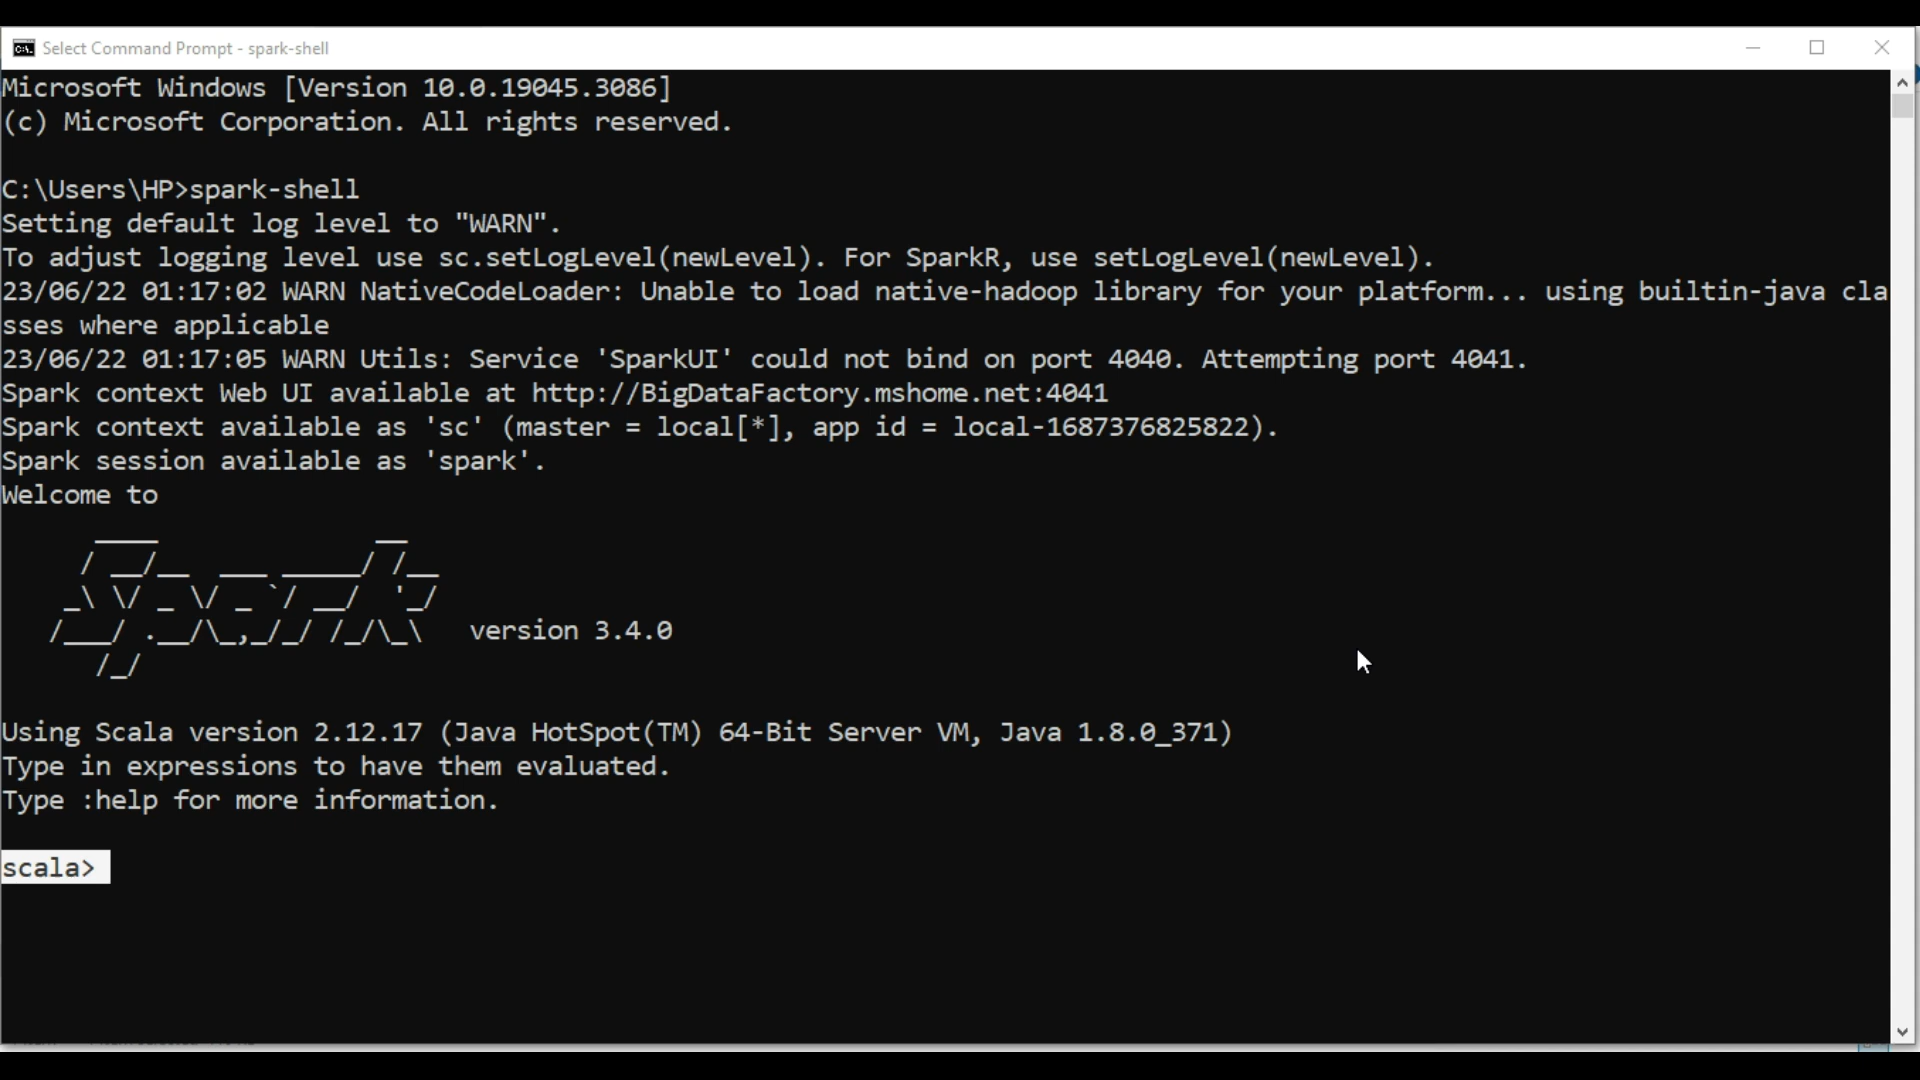 Select Command Prompt - spark-shell
Microsoft Windows [Version 10.0.19045.3086]
(c) Microsoft Corporation. All rights reserved.
C:\Users\HP>spark-shell
Setting default log level to "WARN".
To adjust logging level use sc.setLogLevel(newLevel). For SparkR, use setLogLevel(newLevel).
23/06/22 01:17:02 WARN NativeCodeLoader: Unable to load native-hadoop library for your platform... using builtin-java cla
sses where applicable
23/06/22 01:17:05 WARN Utils: Service 'SparkUI' could not bind on port 4040. Attempting port 4041.
Spark context Web UI available at http://BigDataFactory.mshome.net:4041
Spark context available as 'sc' (master = local[*], app id = local-1687376825822).
Spark session available as 'spark'.
Welcome to
Spark version 3.4.0
Using Scala version 2.12.17 (Java HotSpot(TM) 64-Bit Server VM, Java 1.8.0_371)
Type in expressions to have them evaluated.
Type :help for more information.
scala>